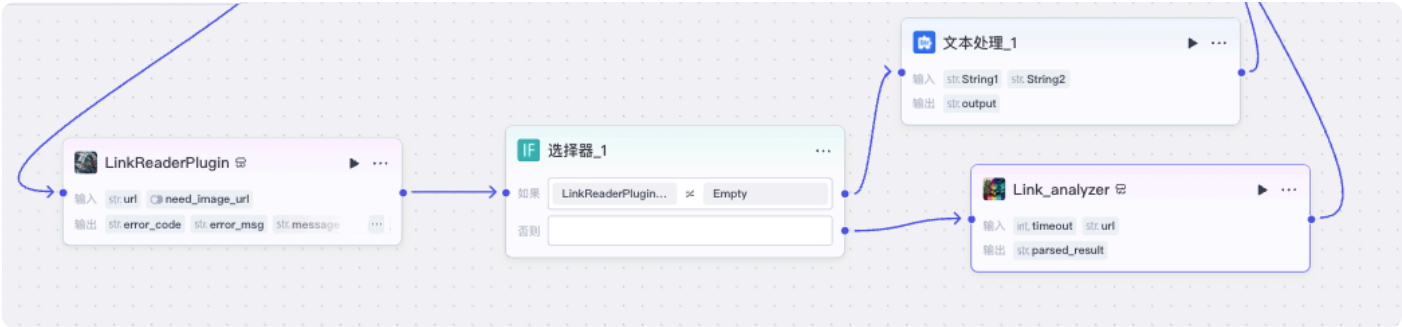 LinkReaderPlugin
输入 str.url need_image_url
输出 str.error_code str.error_msg str.message ...
IF 选择器_1 ...
如果 LinkReaderPlugin... ≠ Empty
否则
文本处理_1 ...
输入 str.String1 str.String2
输出 str.output
Link_analyzer ...
输入 int.timeout str.url
输出 str.parsed_result